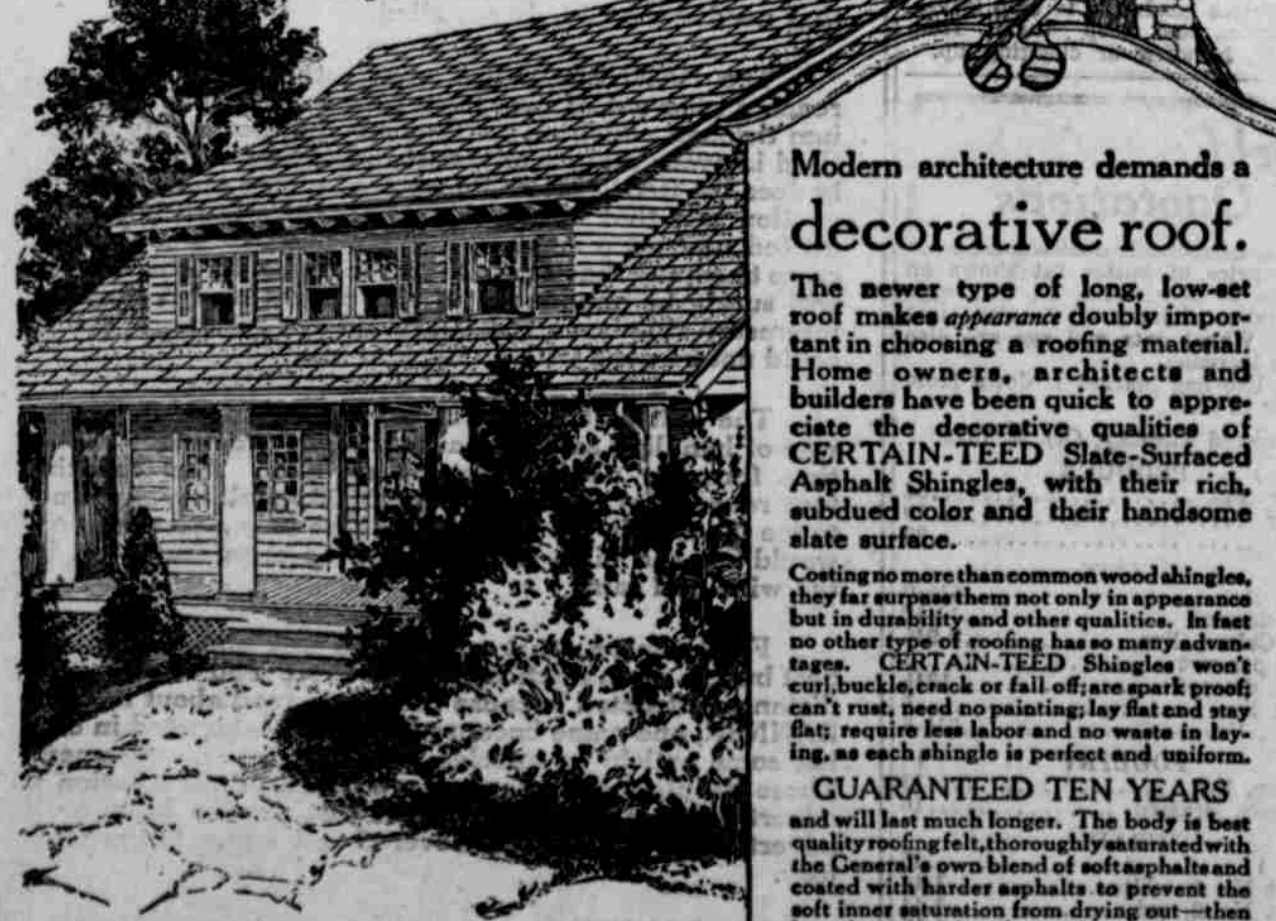 Modern architecture demands a
decorative roof.
The newer type of long, low-set
roof makes appearance doubly impor-
tant in choosing a roofing material.
Home owners, architects and
builders have been quick to appre-
ciate the decorative qualities of
CERTAIN-TEED Slate-Surfaced
Asphalt Shingles, with their rich,
subdued color and their handsome
slate surface.
Costing no more than common wood shingles,
they far surpass them not only in appearance
but in durability and other qualities. In fact
no other type of roofing has so many advan-
tages. CERTAIN-TEED Shingles won't
curl, buckle, crack or fall off; are spark proof;
can't rust, need no painting; lay flat and stay
flat; require less labor and no waste in lay-
ing, as each shingle is perfect and uniform.
GUARANTEED TEN YEARS
and will last much longer. The body is best
quality roofing felt, thoroughly saturated with
the General's own blend of soft asphalts and
coated with harder asphalts to prevent the
soft inner saturation from drying out—then